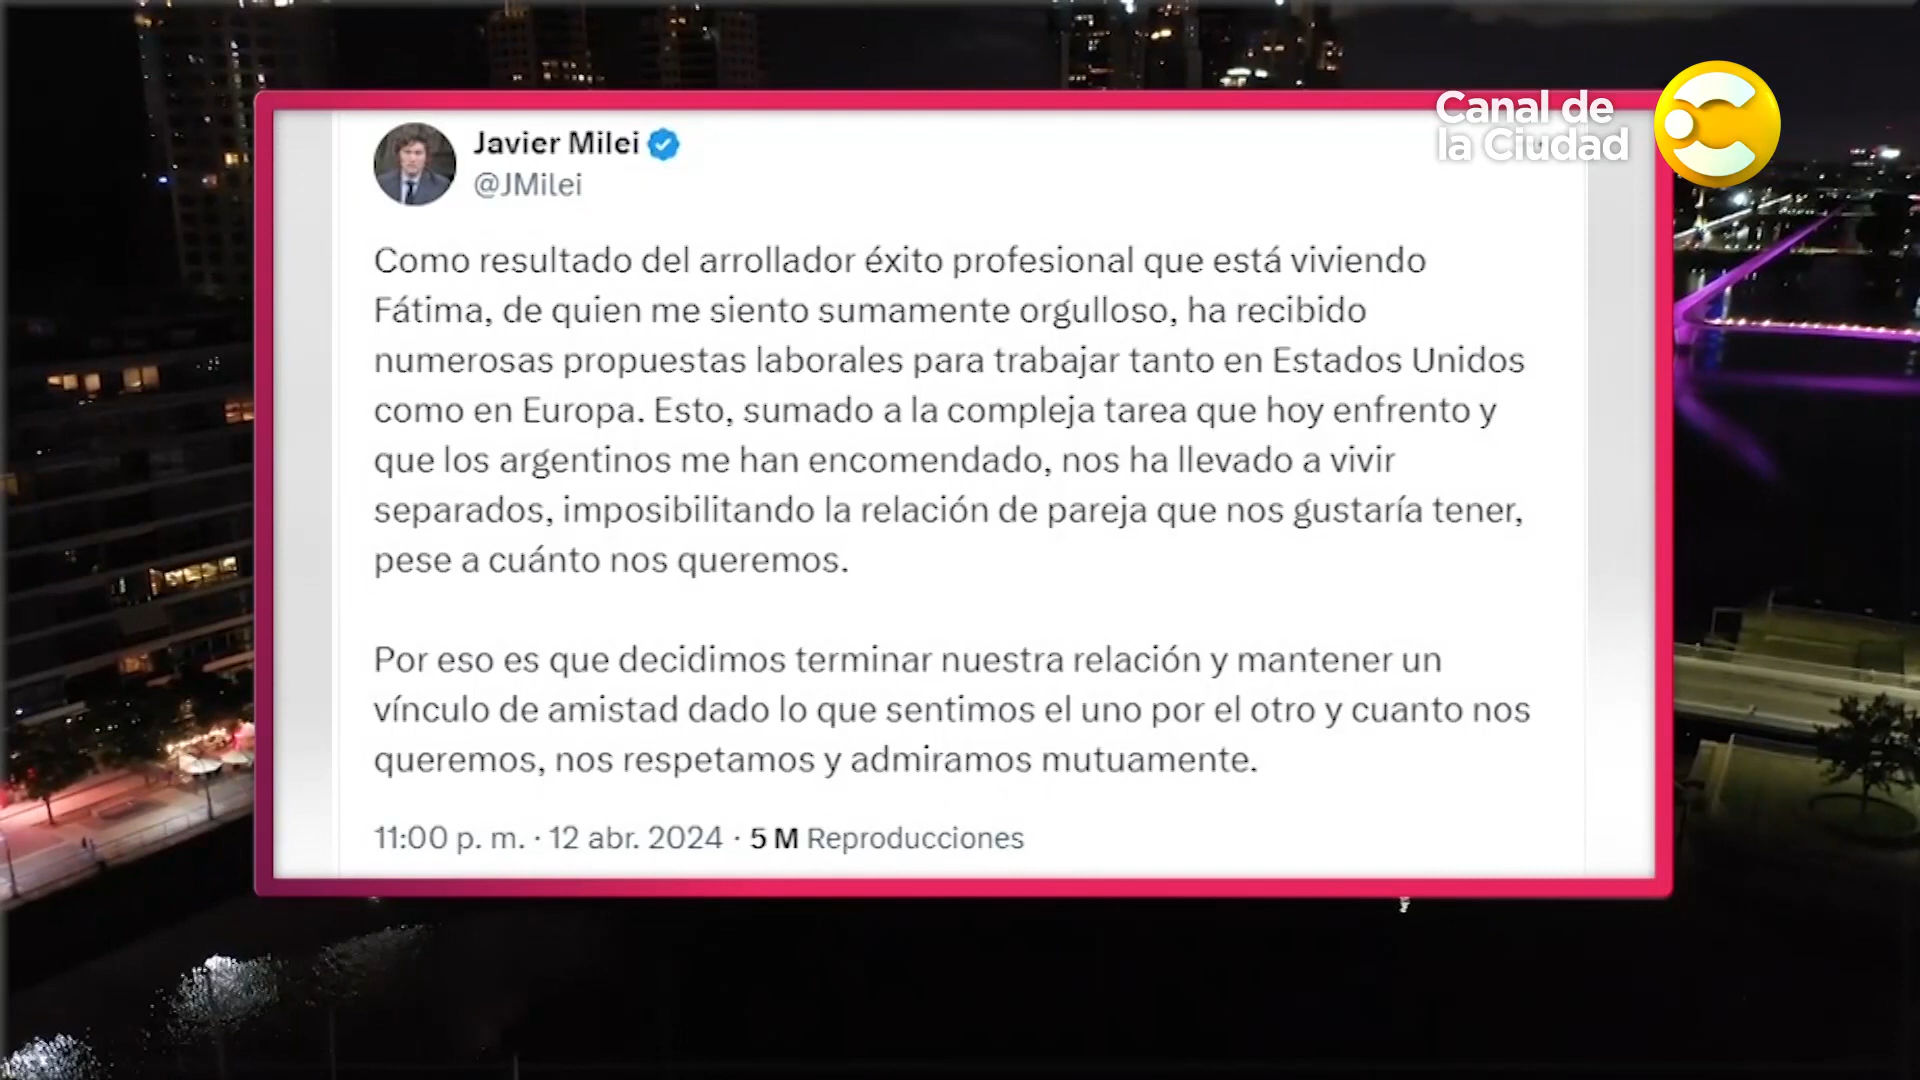 Canal de
la Ciudad
Javier Milei
@JMilei
Como resultado del arrollador éxito profesional que está viviendo
Fátima, de quien me siento sumamente orgulloso, ha recibido
numerosas propuestas laborales para trabajar tanto en Estados Unidos
como en Europa. Esto, sumado a la compleja tarea que hoy enfrento y
que los argentinos me han encomendado, nos ha llevado a vivir
separados, imposibilitando la relación de pareja que nos gustaría tener,
pese a cuánto nos queremos.
Por eso es que decidimos terminar nuestra relación y mantener un
vínculo de amistad dado lo que sentimos el uno por el otro y cuanto nos
queremos, nos respetamos y admiramos mutuamente.
11:00 p. m. · 12 abr. 2024 · 5 M Reproducciones